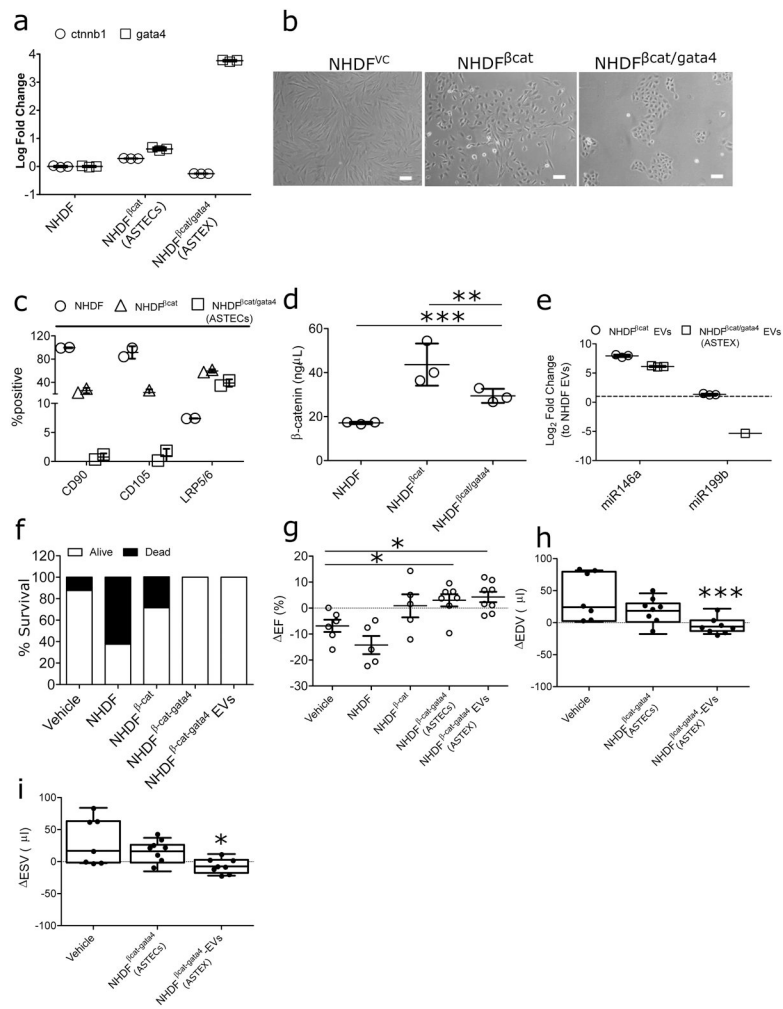 a
ctnnb1 gata4
Log Fold Change
6
4
2
0
-1
NHDF
NHDFβcat
(ASTECs)
NHDFβcat/gata4
(ASTEX)
b
NHDFVC NHDFβcat NHDFβcat/gata4
c
NHDF NHDFβcat NHDFβcat/gata4
(ASTECs)
%positive
120
80
40
10
5
0
CD90
CD105
LRP5/6
d
** 
***
β-catenin (ng/μL)
60
40
20
0
NHDF
NHDFβcat
NHDFβcat/gata4
e
NHDFβcat EVs NHDFβcat/gata4 EVs
(ASTEX)
Log2 Fold Change
(to NHDF EVs)
10
5
0
-5
-10
miR146a
miR199b
f
Alive Dead
% Survival
120
100
80
60
40
20
0
Vehicle
NHDF
NHDFβ-cat
NHDFβ-cat-gata4
NHDFβ-cat-gata4 EVs
g
*
*
ΔEF (%)
20
10
0
-10
-20
-30
Vehicle
NHDF
NHDFβ-cat
NHDFβ-cat-gata4
(ASTECs)
NHDFβ-cat-gata4 EVs
(ASTEX)
h
***
ΔEDV ( μl)
100
50
0
-50
-100
Vehicle
NHDFβcat-gata4
(ASTECs)
NHDFβcat-gata4-EVs
(ASTEX)
i
*
ΔESV ( μl)
100
50
0
-50
-100
Vehicle
NHDFβcat-gata4
(ASTECs)
NHDFβcat-gata4-EVs
(ASTEX)